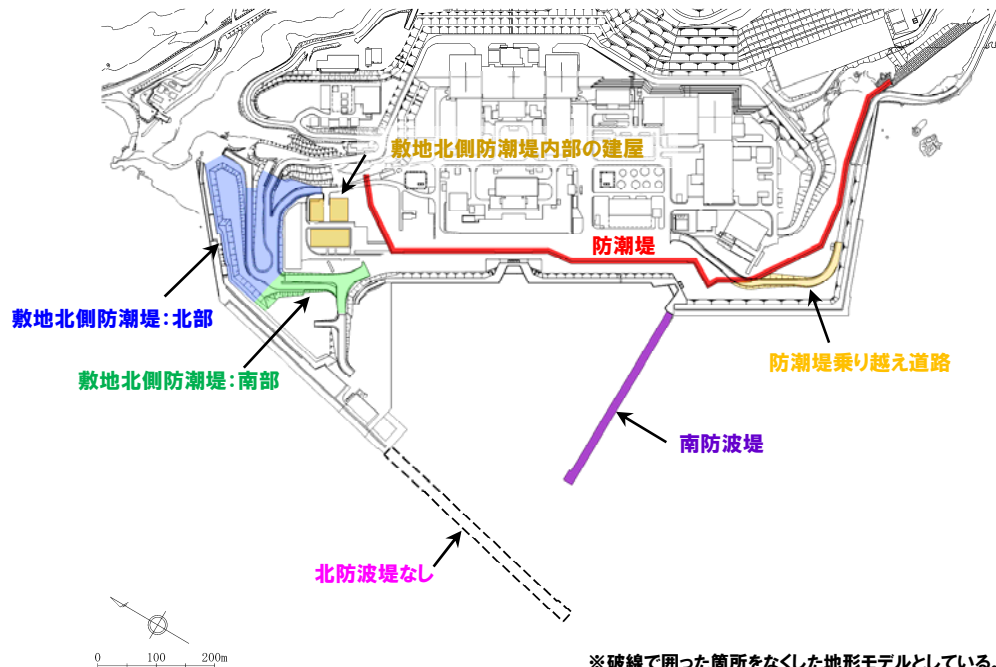 敷地北側防潮堤内部の建屋
防潮堤
敷地北側防潮堤：北部
防潮堤乗り越え道路
敷地北側防潮堤：南部
南防波堤
北防波堤なし
0 100 200m
※破線で囲った箇所をなくした地形モデルとしている。